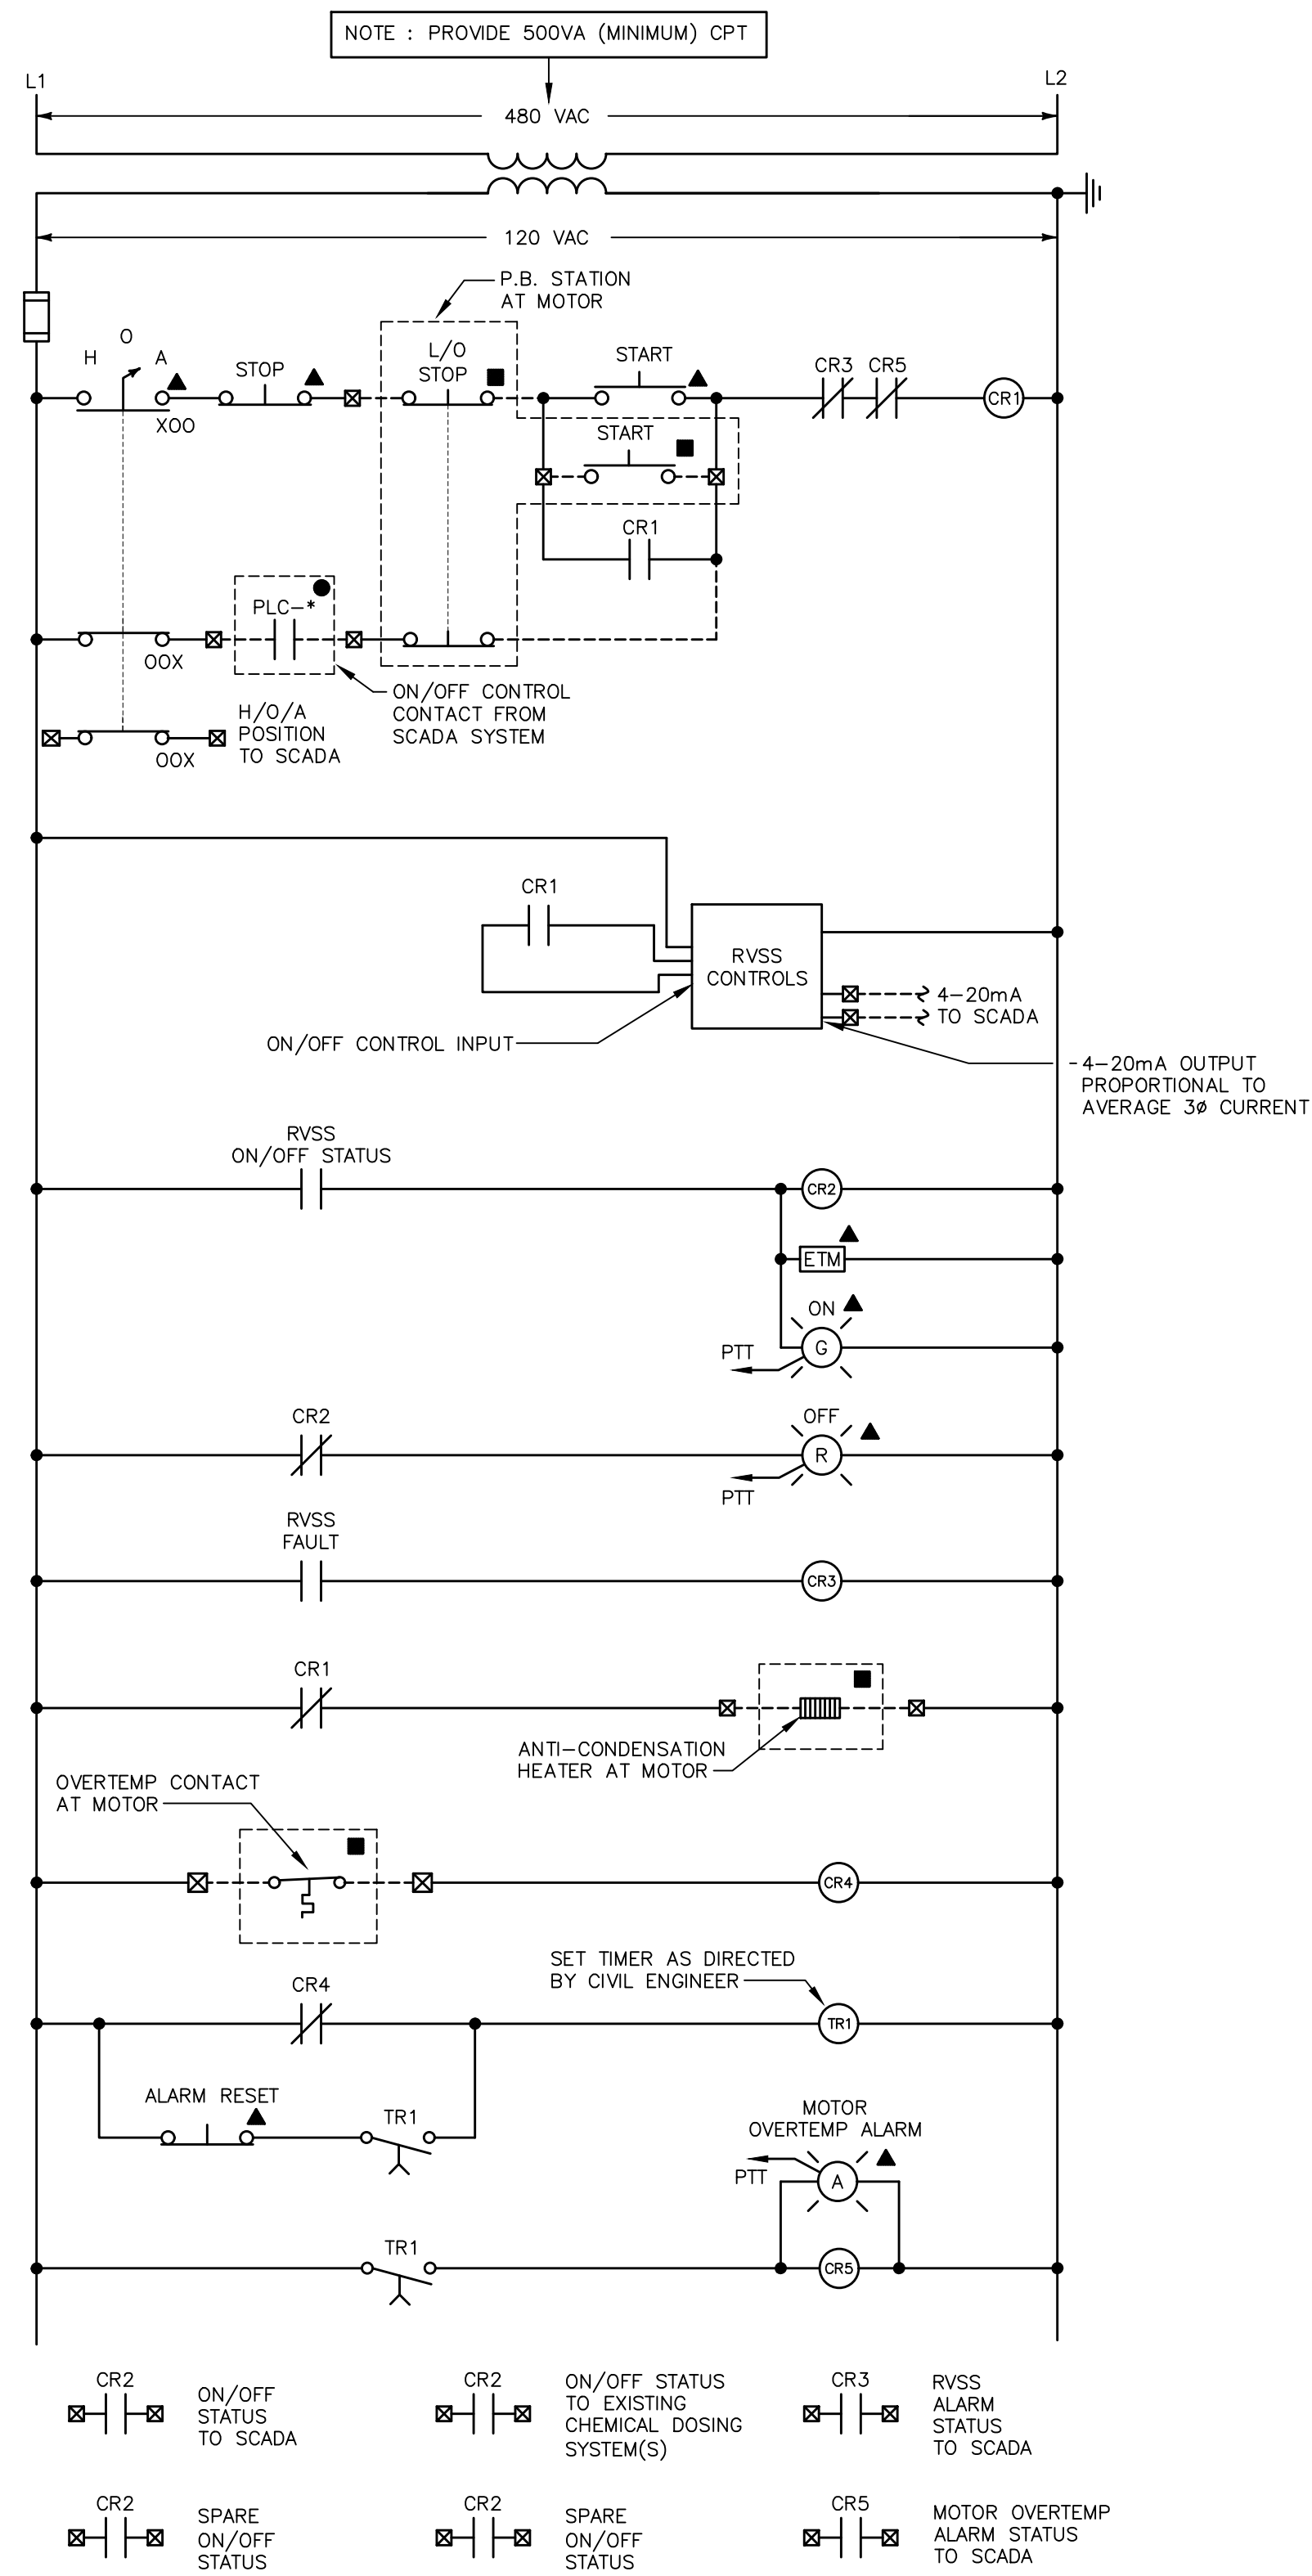 NOTE : PROVIDE 500VA (MINIMUM) CPT
L1
L2
480 VAC
120 VAC
P.B. STATION
AT MOTOR
H
O
A
X00
STOP
L/O
STOP
START
CR3
CR5
CR1
START
CR1
PLC-*
OOX
ON/OFF CONTROL
CONTACT FROM
SCADA SYSTEM
H/O/A
POSITION
TO SCADA
OOX
CR1
RVSS
CONTROLS
4-20mA
TO SCADA
ON/OFF CONTROL INPUT
4-20mA OUTPUT
PROPORTIONAL TO
AVERAGE 3ø CURRENT
RVSS
ON/OFF STATUS
CR2
ETM
ON
G
PTT
CR2
OFF
R
PTT
RVSS
FAULT
CR3
CR1
ANTI-CONDENSATION
HEATER AT MOTOR
OVERTEMP CONTACT
AT MOTOR
CR4
SET TIMER AS DIRECTED
BY CIVIL ENGINEER
CR4
TR1
ALARM RESET
TR1
MOTOR
OVERTEMP ALARM
PTT
A
TR1
CR5
CR2
ON/OFF
STATUS
TO SCADA
CR2
ON/OFF STATUS
TO EXISTING
CHEMICAL DOSING
SYSTEM(S)
CR3
RVSS
ALARM
STATUS
TO SCADA
CR2
SPARE
ON/OFF
STATUS
CR2
SPARE
ON/OFF
STATUS
CR5
MOTOR OVERTEMP
ALARM STATUS
TO SCADA